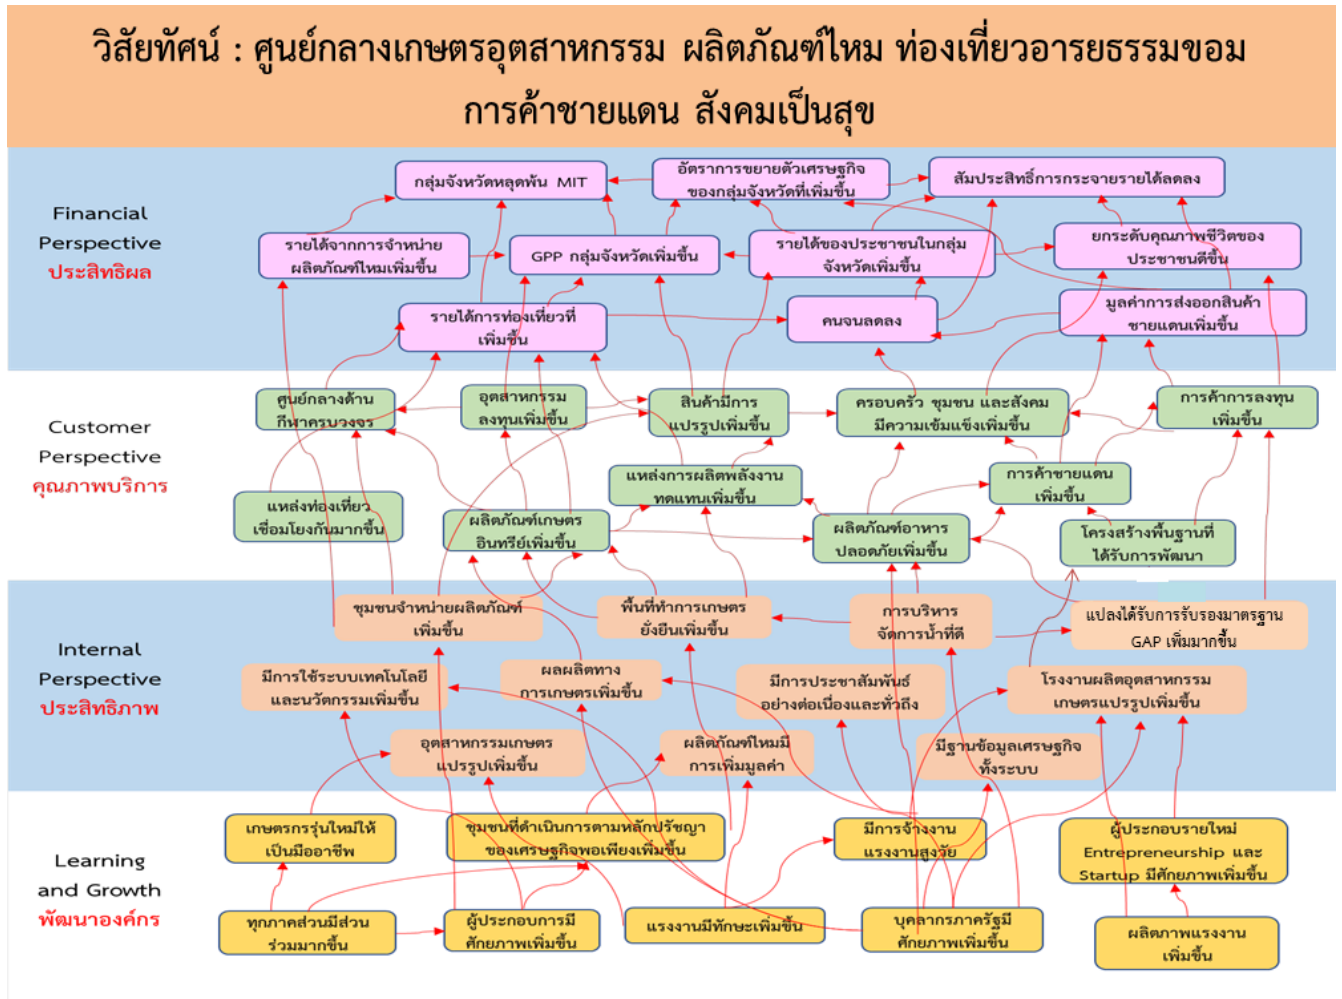 วิสัยทัศน์ : ศูนย์กลางเกษตรอุตสาหกรรม ผลิตภัณฑ์ไหม ท่องเที่ยวอารยธรรมขอม
การค้าชายแดน สังคมเป็นสุข
Financial
Perspective
ประสิทธิผล
กลุ่มจังหวัดหลุดพ้น MIT
อัตราการขยายตัวเศรษฐกิจ
ของกลุ่มจังหวัดที่เพิ่มขึ้น
สัมประสิทธิ์การกระจายรายได้ลดลง
รายได้จากการจำหน่าย
ผลิตภัณฑ์ไหมเพิ่มขึ้น
GPP กลุ่มจังหวัดเพิ่มขึ้น
รายได้ของประชาชนในกลุ่ม
จังหวัดเพิ่มขึ้น
ยกระดับคุณภาพชีวิตของ
ประชาชนดีขึ้น
รายได้การท่องเที่ยวที่
เพิ่มขึ้น
คนจนลดลง
มูลค่าการส่งออกสินค้า
ชายแดนเพิ่มขึ้น
Customer
Perspective
คุณภาพบริการ
ศูนย์กลางด้าน
กีฬาครบวงจร
อุตสาหกรรม
ลงทุนเพิ่มขึ้น
สินค้ามีการ
แปรรูปเพิ่มขึ้น
ครอบครัว ชุมชน และสังคม
มีความเข้มแข็งเพิ่มขึ้น
การค้าการลงทุน
เพิ่มขึ้น
แหล่งท่องเที่ยว
เชื่อมโยงกันมากขึ้น
ผลิตภัณฑ์เกษตร
อินทรีย์เพิ่มขึ้น
แหล่งการผลิตพลังงาน
ทดแทนเพิ่มขึ้น
ผลิตภัณฑ์อาหาร
ปลอดภัยเพิ่มขึ้น
การค้าชายแดน
เพิ่มขึ้น
โครงสร้างพื้นฐานที่
ได้รับการพัฒนา
Internal
Perspective
ประสิทธิภาพ
ชุมชนจำหน่ายผลิตภัณฑ์
เพิ่มขึ้น
พื้นที่ทำการเกษตร
ยั่งยืนเพิ่มขึ้น
การบริหาร
จัดการน้ำที่ดี
แปลงได้รับการรับรองมาตรฐาน
GAP เพิ่มมากขึ้น
มีการใช้ระบบเทคโนโลยี
และนวัตกรรมเพิ่มขึ้น
ผลผลิตทาง
การเกษตรเพิ่มขึ้น
มีการประชาสัมพันธ์
อย่างต่อเนื่องและทั่วถึง
โรงงานผลิตอุตสาหกรรม
เกษตรแปรรูปเพิ่มขึ้น
อุตสาหกรรมเกษตร
แปรรูปเพิ่มขึ้น
ผลิตภัณฑ์ไหมมี
การเพิ่มมูลค่า
มีฐานข้อมูลเศรษฐกิจ
ทั้งระบบ
Learning
and Growth
พัฒนาองค์กร
เกษตกรรุ่นใหม่ให้
เป็นมืออาชีพ
ชุมชนที่ดำเนินการตามหลักปรัชญา
ของเศรษฐกิจพอเพียงเพิ่มขึ้น
มีการจ้างงาน
แรงงานสูงวัย
ผู้ประกอบรายใหม่
Entrepreneurship และ
Startup มีศักยภาพเพิ่มขึ้น
ทุกภาคส่วนมีส่วน
ร่วมมากขึ้น
ผู้ประกอบการมี
ศักยภาพเพิ่มขึ้น
แรงงานมีทักษะเพิ่มขึ้น
บุคลากรภาครัฐมี
ศักยภาพเพิ่มขึ้น
ผลิตภาพแรงงาน
เพิ่มขึ้น